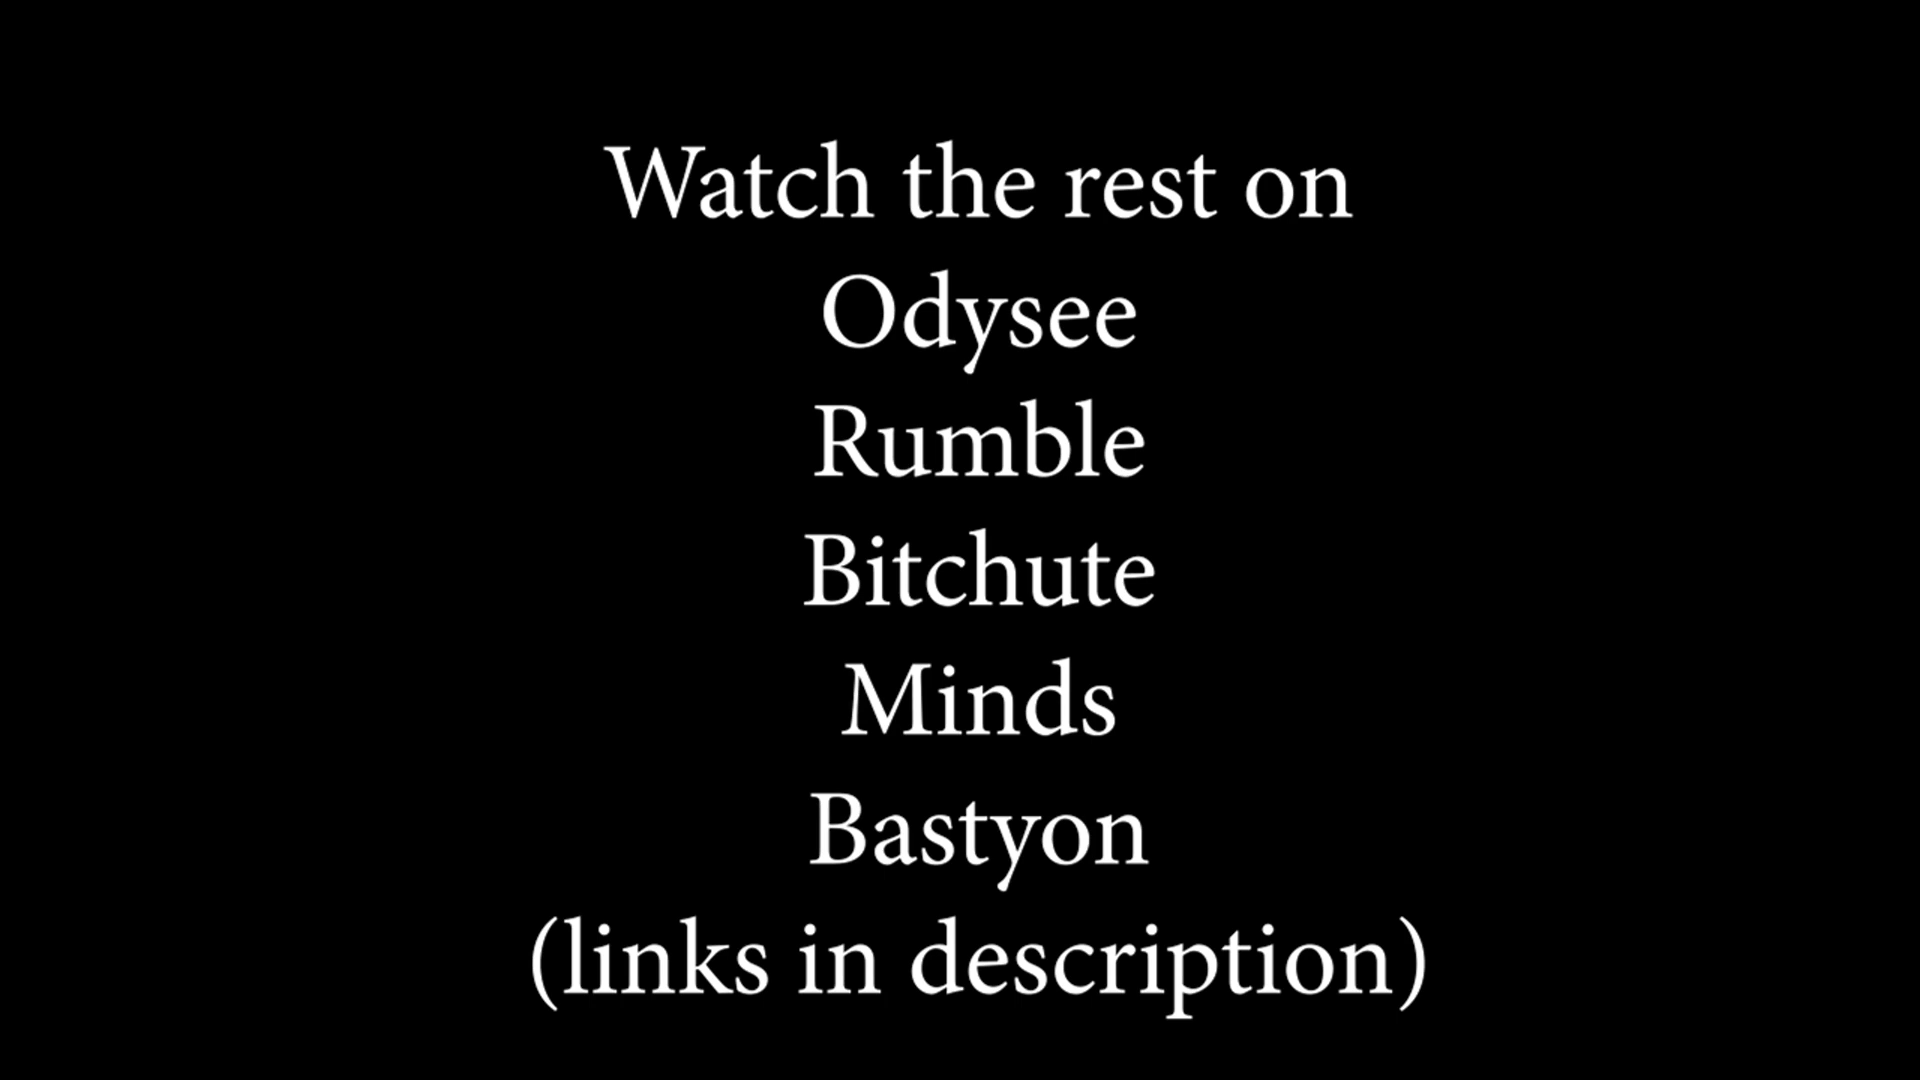 Watch the rest on
Odysee
Rumble
Bitchute
Minds
Bastyon
(links in description)